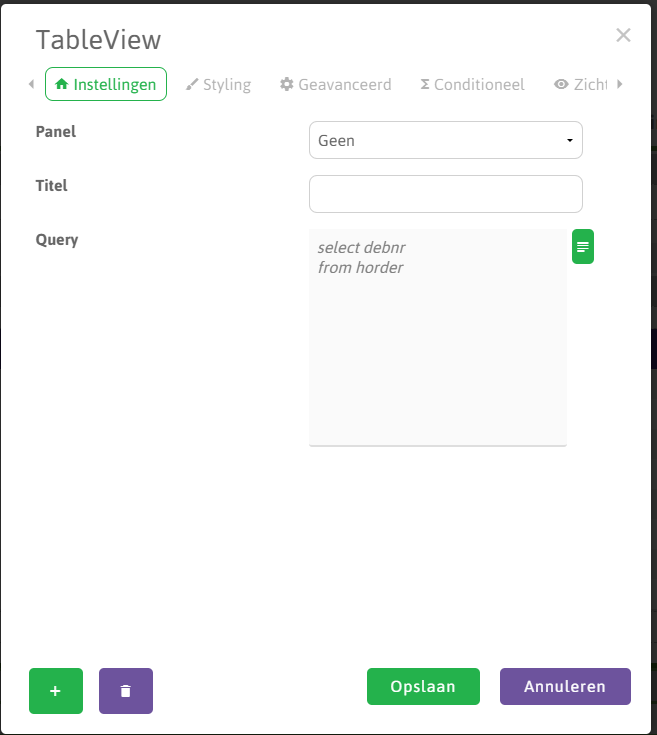 TableView
Instellingen
Styling
Geavanceerd
Conditioneel
Zicht
Panel
Geen
Titel
Query
select debnr
from horder
Opslaan
Annuleren